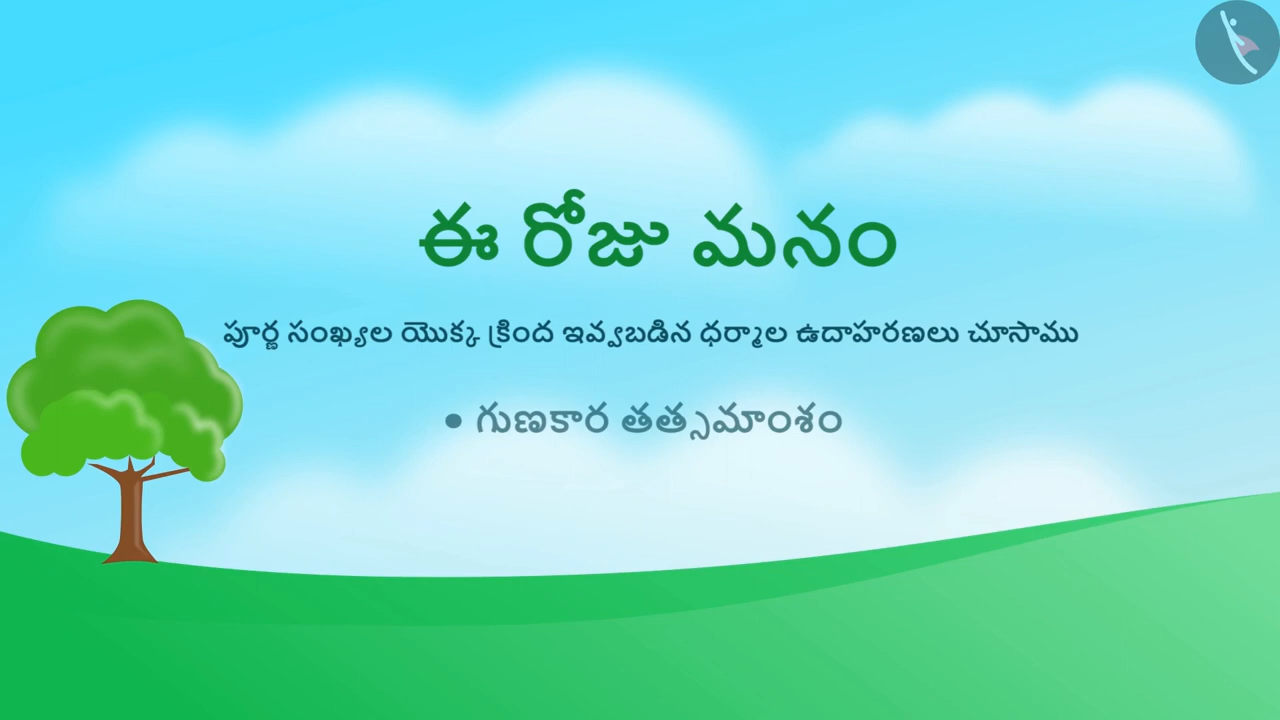 ఈ రోజు మనం
పూర్ణ సంఖ్యల యొక్క క్రింద ఇవ్వబడిన ధర్మాల ఉదాహరణలు చూసాము
• గుణకార తత్సమాంశం